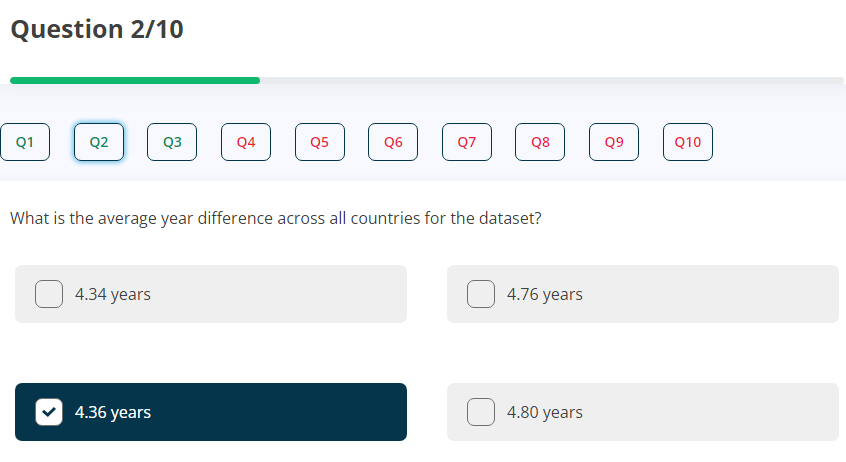 Question 2/10
Q1 Q2 Q3 Q4 Q5 Q6 Q7 Q8 Q9 Q10
What is the average year difference across all countries for the dataset?
4.34 years
4.76 years
4.36 years
4.80 years